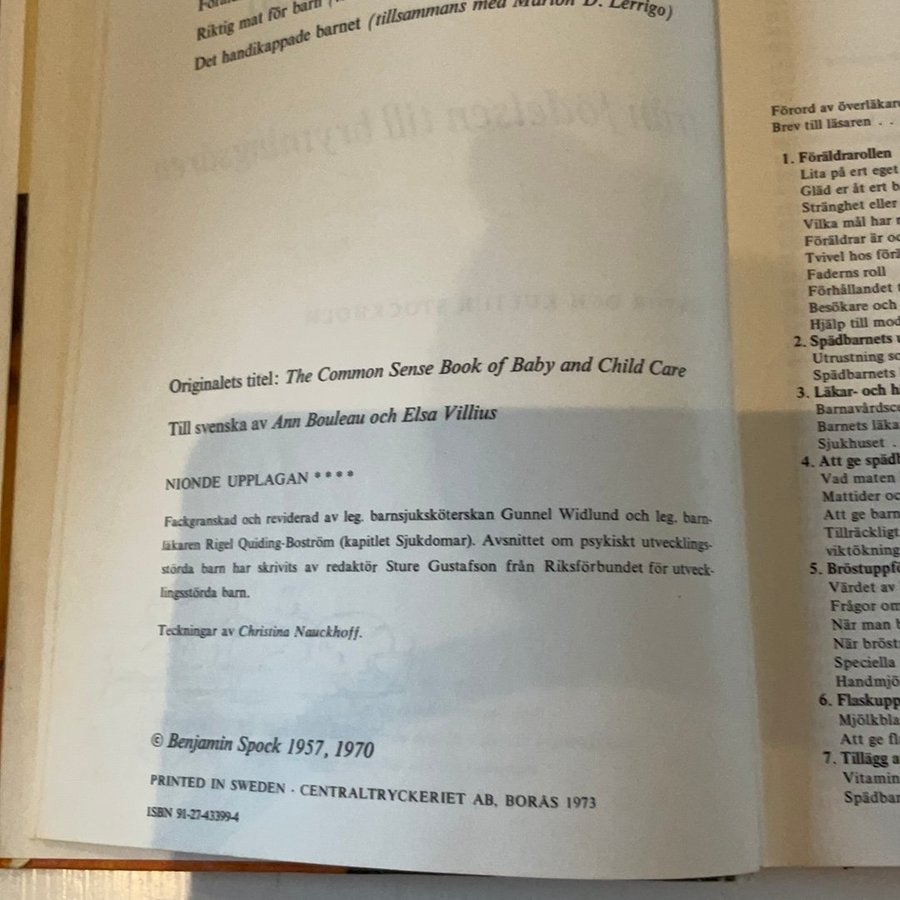 Riktig mat för barn
Det handikappade barnet (tillsammans med Marion D. Lerrigo)
Originalets titel: The Common Sense Book of Baby and Child Care
Till svenska av Ann Bouleau och Elsa Villius
NIONDE UPPLAGAN * * * *
Fackgranskad och reviderad av leg. barnsjuksköterskan Gunnel Widlund och leg. barn-
läkaren Rigel Quiding-Boström (kapitlet Sjukdomar). Avsnittet om psykiskt utvecklings-
störda barn har skrivits av redaktör Sture Gustafson från Riksförbundet för utveck-
lingsstörda barn.
Teckningar av Christina Nauckhoff.
© Benjamin Spock 1957, 1970
PRINTED IN SWEDEN · CENTRALTRYCKERIET AB, BORÅS 1973
ISBN 91-27-43399-4
Förord av överläkare
Brev till läsaren . .
1. Föräldrarollen
Lita på ert eget
Gläd er åt ert b
Stränghet eller
Vilka mål har
Föräldrar är oc
Tvivel hos förä
Faderns roll
Förhållandet t
Besökare och
Hjälp till mod
2. Spädbarnets u
Utrustning so
Spädbarnets
3. Läkar- och h
Barnavårdsce
Barnets läka
Sjukhuset .
4. Att ge spädb
Vad maten
Mattider oc
Att ge barn
Tillräckligt
viktökning
5. Bröstuppfö
Värdet av
Frågor om
När man b
När bröst
Speciella
Handmjö
6. Flaskupp
Mjölkbla
Att ge fl
7. Tillägg a
Vitamin
Spädbar